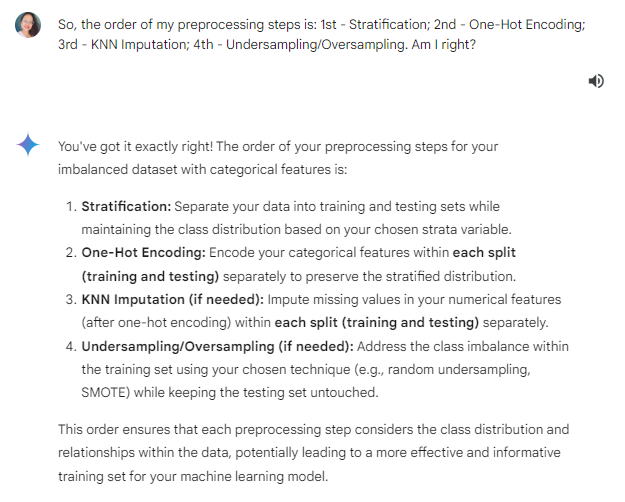 So, the order of my preprocessing steps is: 1st - Stratification; 2nd - One-Hot Encoding;
3rd - KNN Imputation; 4th - Undersampling/Oversampling. Am I right?
You've got it exactly right! The order of your preprocessing steps for your
imbalanced dataset with categorical features is:
1. Stratification: Separate your data into training and testing sets while
maintaining the class distribution based on your chosen strata variable.
2. One-Hot Encoding: Encode your categorical features within each split
(training and testing) separately to preserve the stratified distribution.
3. KNN Imputation (if needed): Impute missing values in your numerical features
(after one-hot encoding) within each split (training and testing) separately.
4. Undersampling/Oversampling (if needed): Address the class imbalance within
the training set using your chosen technique (e.g., random undersampling,
SMOTE) while keeping the testing set untouched.
This order ensures that each preprocessing step considers the class distribution and
relationships within the data, potentially leading to a more effective and informative
training set for your machine learning model.